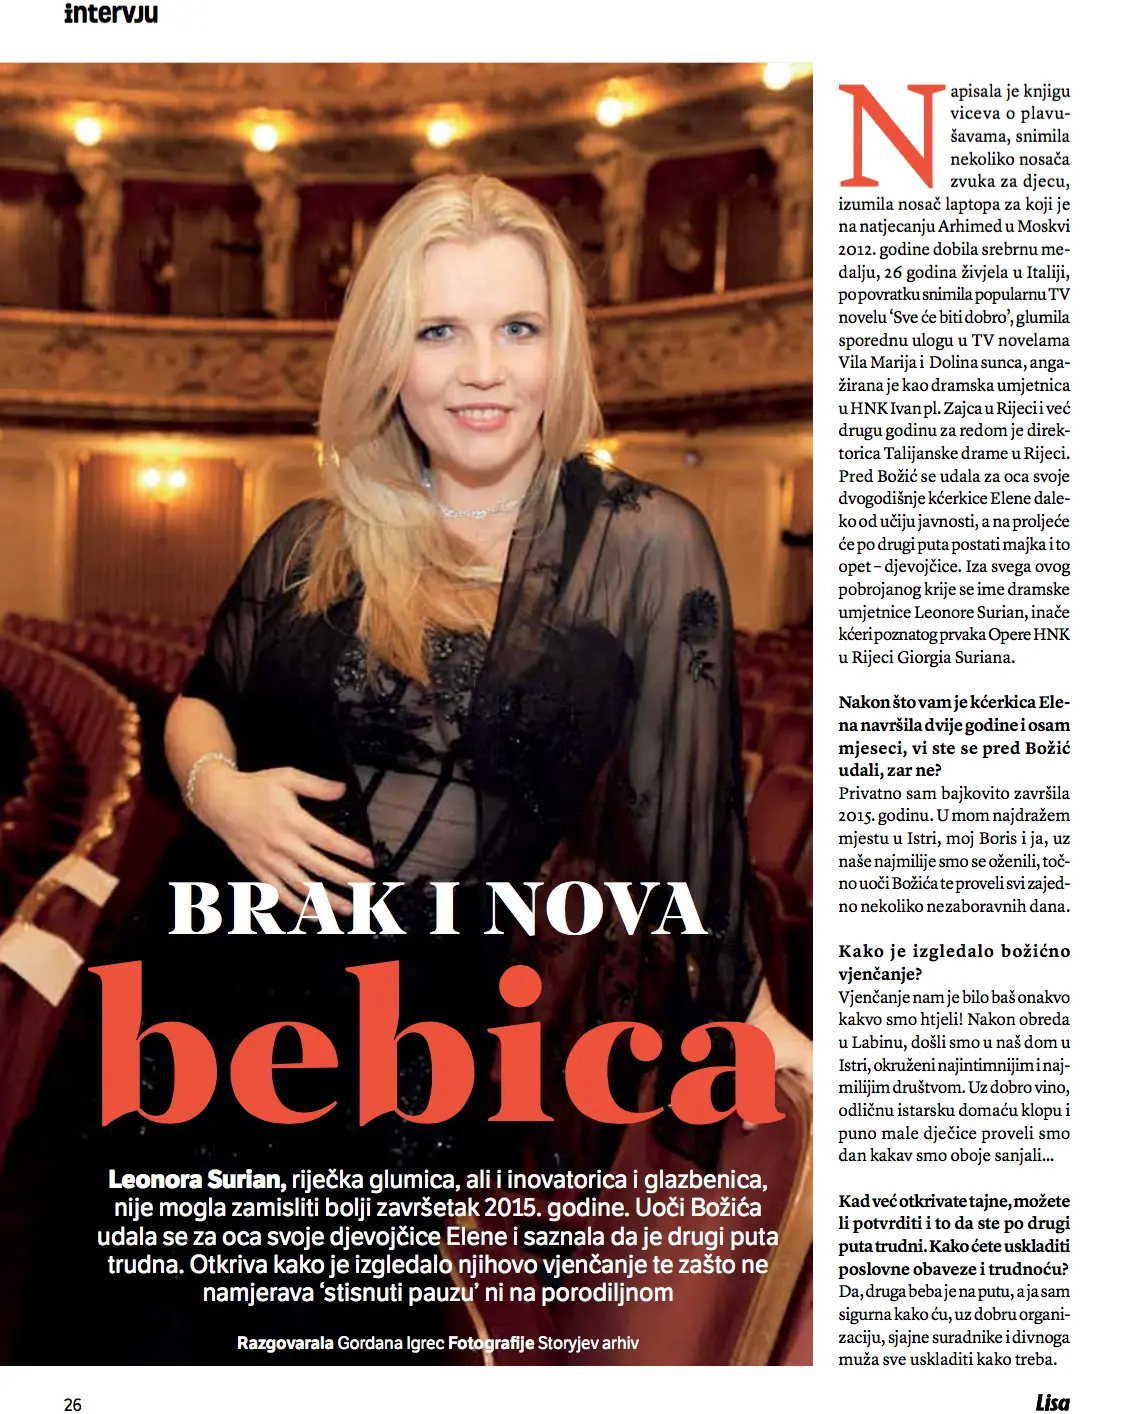 intervju
BRAK I NOVA
bebica
Leonora Surian, riječka glumica, ali i inovatorica i glazbenica,
nije mogla zamisliti bolji završetak 2015. godine. Uoči Božića
udala se za oca svoje djevojčice Elene i saznala da je drugi puta
trudna. Otkriva kako je izgledalo njihovo vjenčanje te zašto ne
namjerava ‘stisnuti pauzu’ ni na porodiljnom
Razgovarala Gordana Igrec Fotografije Storyjev arhiv
Napisala je knjigu
viceva o plavu-
šavama, snimila
nekoliko nosača
zvuka za djecu,
izumila nosač laptopa za koji je
na natjecanju Arhimed u Moskvi
2012. godine dobila srebrnu me-
dalju, 26 godina živjela u Italiji,
po povratku snimila popularnu TV
novelu ‘Sve će biti dobro’, glumila
sporednu ulogu u TV novelama
Vila Marija i Dolina sunca, anga-
žirana je kao dramska umjetnica
u HNK Ivan pl. Zajca u Rijeci i već
drugu godinu za redom je direk-
torica Talijanske drame u Rijeci.
Pred Božić se udala za oca svoje
dvogodišnje kćerkice Elene dale-
ko od učiju javnosti, a na proljeće
će po drugi puta postati majka i to
opet – djevojčice. Iza svega ovog
pobrojanog krije se ime dramske
umjetnice Leonore Surian, inače
kćeri poznatog prvaka Opere HNK
u Rijeci Giorgia Suriana.
Nakon što vam je kćerkica Ele-
na navršila dvije godine i osam
mjeseci, vi ste se pred Božić
udali, zar ne?
Privatno sam bajkovito završila
2015. godinu. U mom najdražem
mjestu u Istri, moj Boris i ja, uz
naše najmilije smo se oženili, toč-
no uoči Božića te proveli svi zajed-
no nekoliko nezaboravnih dana.
Kako je izgledalo božićno
vjenčanje?
Vjenčanje nam je bilo baš onakvo
kakvo smo htjeli! Nakon obreda
u Labinu, došli smo u naš dom u
Istri, okruženi najintimnijim i naj-
milijim društvom. Uz dobro vino,
odličnu istarsku domaću klopu i
puno male dječice proveli smo
dan kakav smo oboje sanjali...
Kad već otkrivate tajne, možete
li potvrditi i to da ste po drugi
puta trudni. Kako ćete uskladiti
poslovne obaveze i trudnoću?
Da, druga beba je na putu, a ja sam
sigurna kako ću, uz dobru organi-
zaciju, sjajne suradnike i divnoga
muža sve uskladiti kako treba.
26
Lisa